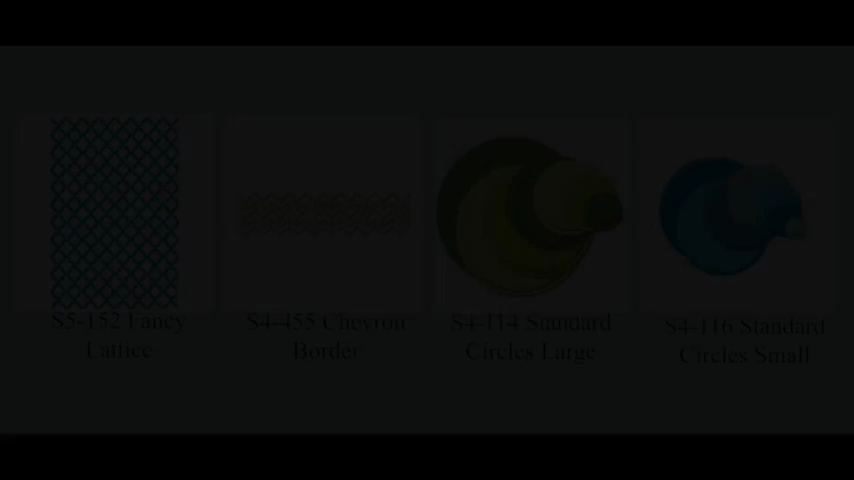 S5-152 Fancy
Lattice
S4-455 Chevron
Border
S4-114 Standard
Circles Large
S4-116 Standard
Circles Small